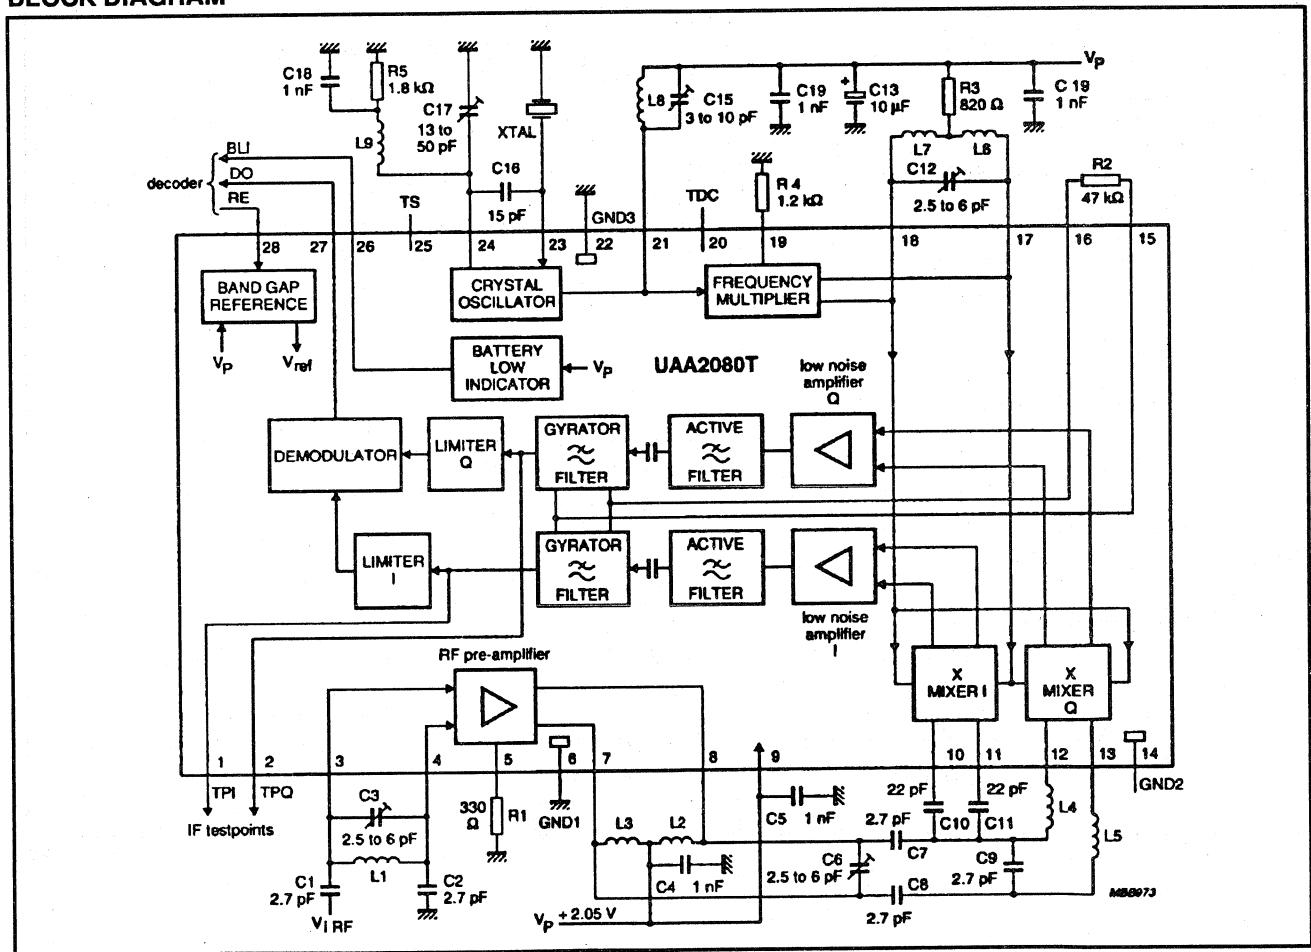 BLOCK DIAGRAM
C18
1 nF
R5
1.8 kΩ
C17
13 to
50 pF
XTAL
L9
C16
15 pF
L8
C15
3 to 10 pF
C19
1 nF
C13
+
10 µF
R3
820 Ω
C 19
1 nF
VP
L7
L6
C12
2.5 to 6 pF
R2
47 kΩ
R 4
1.2 kΩ
decoder
BLI
DO
RE
TS
GND3
TDC
28
27
26
25
24
23
22
21
20
19
18
17
16
15
BAND GAP
REFERENCE
VP
Vref
CRYSTAL
OSCILLATOR
FREQUENCY
MULTIPLIER
BATTERY
LOW
INDICATOR
VP
UAA2080T
low noise
amplifier
Q
DEMODULATOR
LIMITER
Q
GYRATOR
FILTER
ACTIVE
FILTER
LIMITER
I
GYRATOR
FILTER
ACTIVE
FILTER
low noise
amplifier
I
RF pre-amplifier
X
MIXER I
X
MIXER
Q
1
2
3
4
5
6
7
8
9
10
11
12
13
14
TPI
TPQ
IF testpoints
C3
2.5 to 6 pF
L1
C1
2.7 pF
C2
2.7 pF
Vi RF
330
Ω
R1
GND1
L3
L2
C4
1 nF
C5
1 nF
VP + 2.05 V
C6
2.5 to 6 pF
2.7 pF
C7
C8
2.7 pF
22 pF
C10
22 pF
C11
C9
2.7 pF
L4
L5
GND2
MBB973